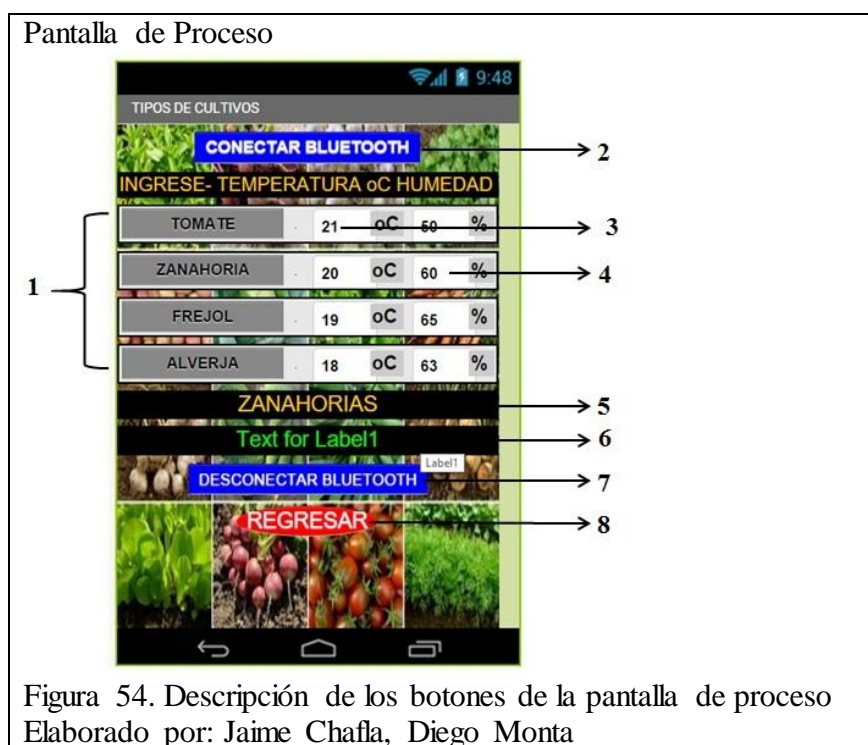 Pantalla de Proceso
9:48
TIPOS DE CULTIVOS
CONECTAR BLUETOOTH 2
INGRESE- TEMPERATURA oC HUMEDAD
TOMATE 21 oC 50 % 3
1
ZANAHORIA 20 oC 60 % 4
FREJOL 19 oC 65 %
ALVERJA 18 oC 63 %
ZANAHORIAS 5
Text for Label1 6
Label1
DESCONECTAR BLUETOOTH 7
REGRESAR 8
Figura 54. Descripción de los botones de la pantalla de proceso
Elaborado por: Jaime Chafla, Diego Monta